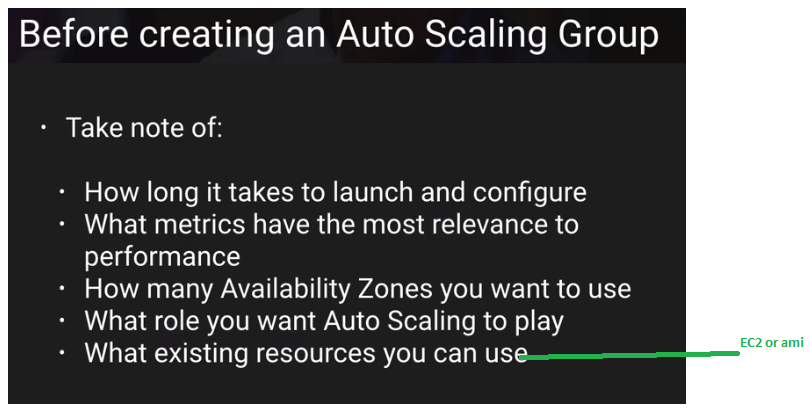 Before creating an Auto Scaling Group
· Take note of:
· How long it takes to launch and configure
· What metrics have the most relevance to
performance
· How many Availability Zones you want to use
· What role you want Auto Scaling to play
· What existing resources you can use
EC2 or ami